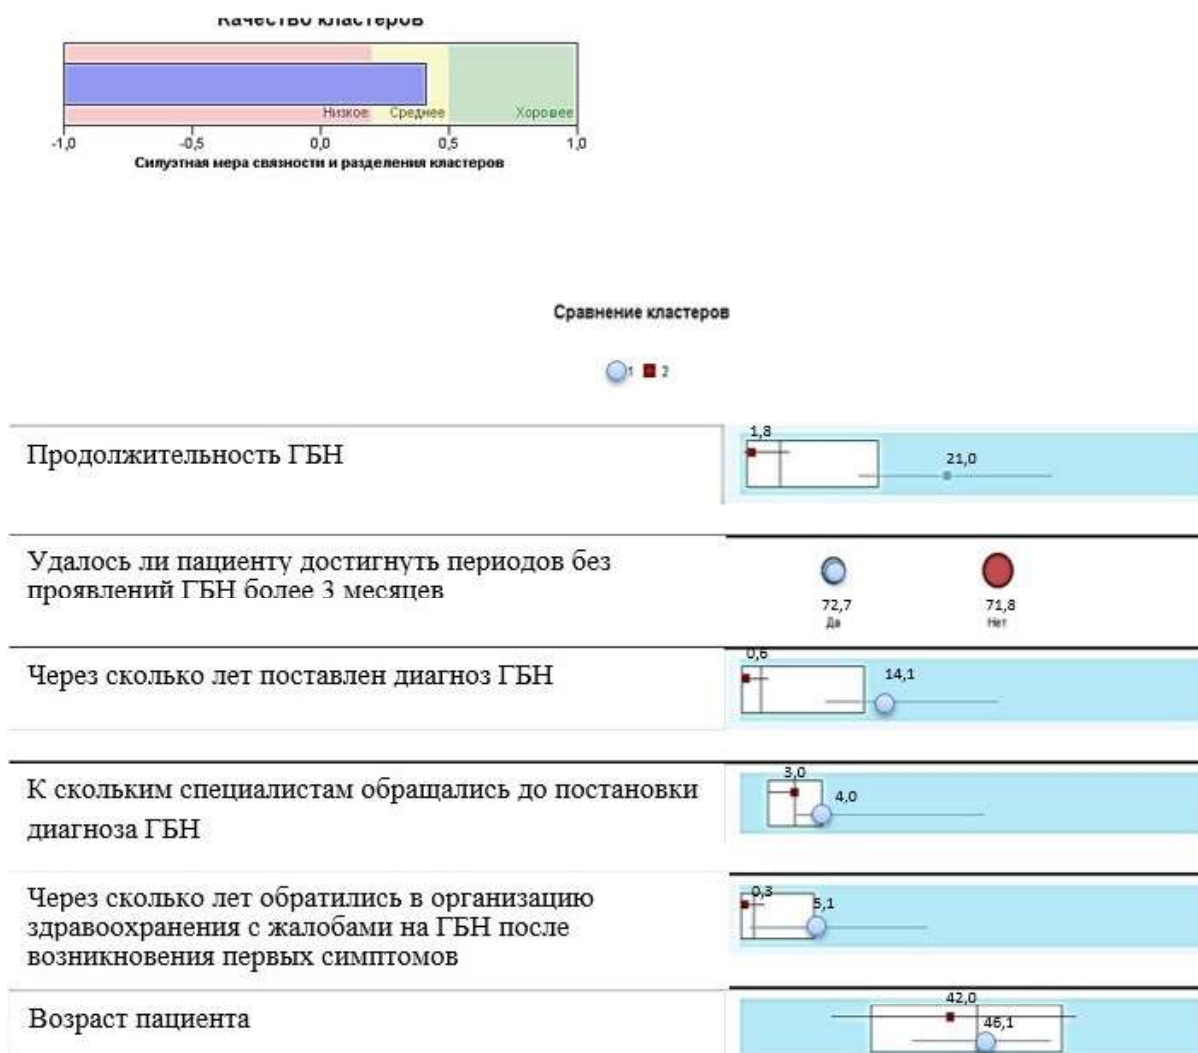 Качество кластеров
Низкое Среднее Хорошее
-1,0 -0,5 0,0 0,5 1,0
Силуэтная мера связности и разделения кластеров
Сравнение кластеров
1 2
Продолжительность ГБН
1,8
21,0
Удалось ли пациенту достигнуть периодов без
проявлений ГБН более 3 месяцев
72,7 71,8
Да Нет
Через сколько лет поставлен диагноз ГБН
0,6
14,1
К скольким специалистам обращались до постановки
диагноза ГБН
3,0
4,0
Через сколько лет обратились в организацию
здравоохранения с жалобами на ГБН после
возникновения первых симптомов
0,3
5,1
Возраст пациента
42,0
46,1